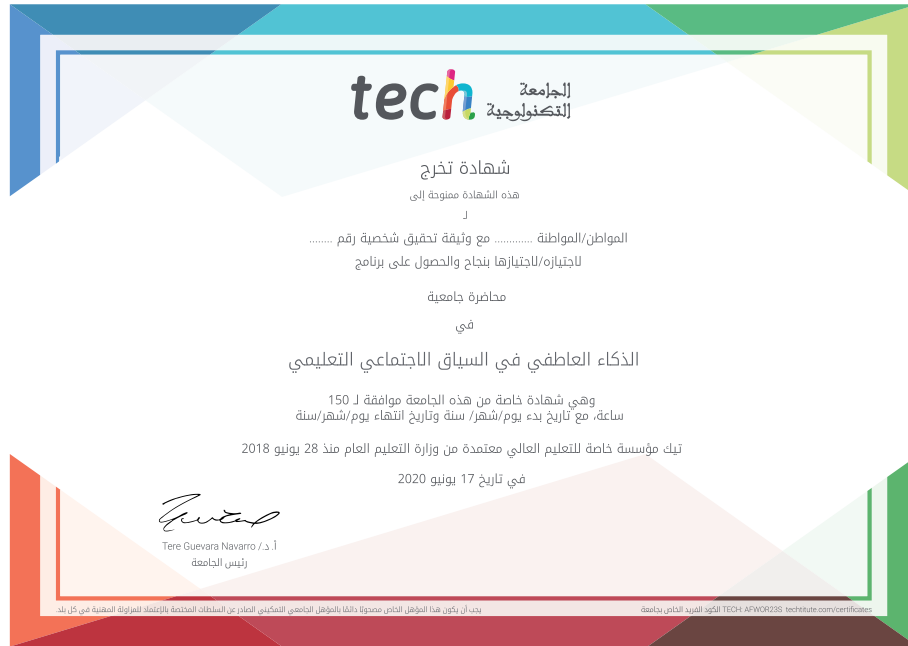 tech الجامعة
التكنولوجية
شهادة تخرج
هذه الشهادة ممنوحة إلى
لـ
المواطن/المواطنة ............. مع وثيقة تحقيق شخصية رقم ........
لاجتيازه/لاجتيازها بنجاح والحصول على برنامج
محاضرة جامعية
في
الذكاء العاطفي في السياق الاجتماعي التعليمي
وهي شهادة خاصة من هذه الجامعة موافقة لـ 150
ساعة، مع تاريخ بدء يوم/شهر/ سنة وتاريخ انتهاء يوم/شهر/سنة
تيك مؤسسة خاصة للتعليم العالي معتمدة من وزارة التعليم العام منذ 28 يونيو 2018
في تاريخ 17 يونيو 2020
أ. د./ Tere Guevara Navarro
رئيس الجامعة
يجب أن يكون هذا المؤهل الخاص مصحوبًا دائمًا بالمؤهل الجامعي التمكيني الصادر عن السلطات المختصة بالإعتماد للمزاولة المهنية في كل بلد.
الكود الفريد الخاص بجامعة TECH: AFWOR23S techtitute.com/certificates